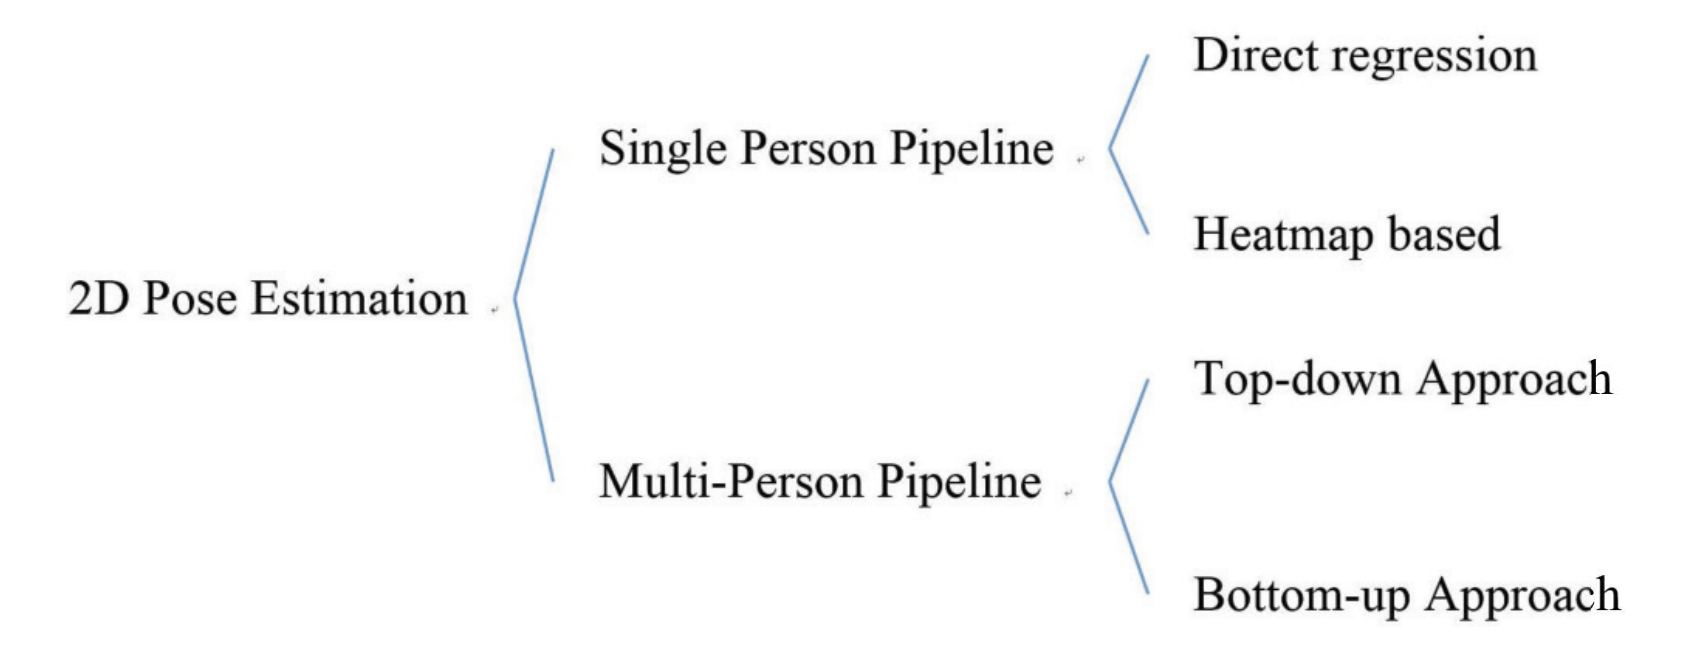 2D Pose Estimation
Single Person Pipeline
Direct regression
Heatmap based
Multi-Person Pipeline
Top-down Approach
Bottom-up Approach